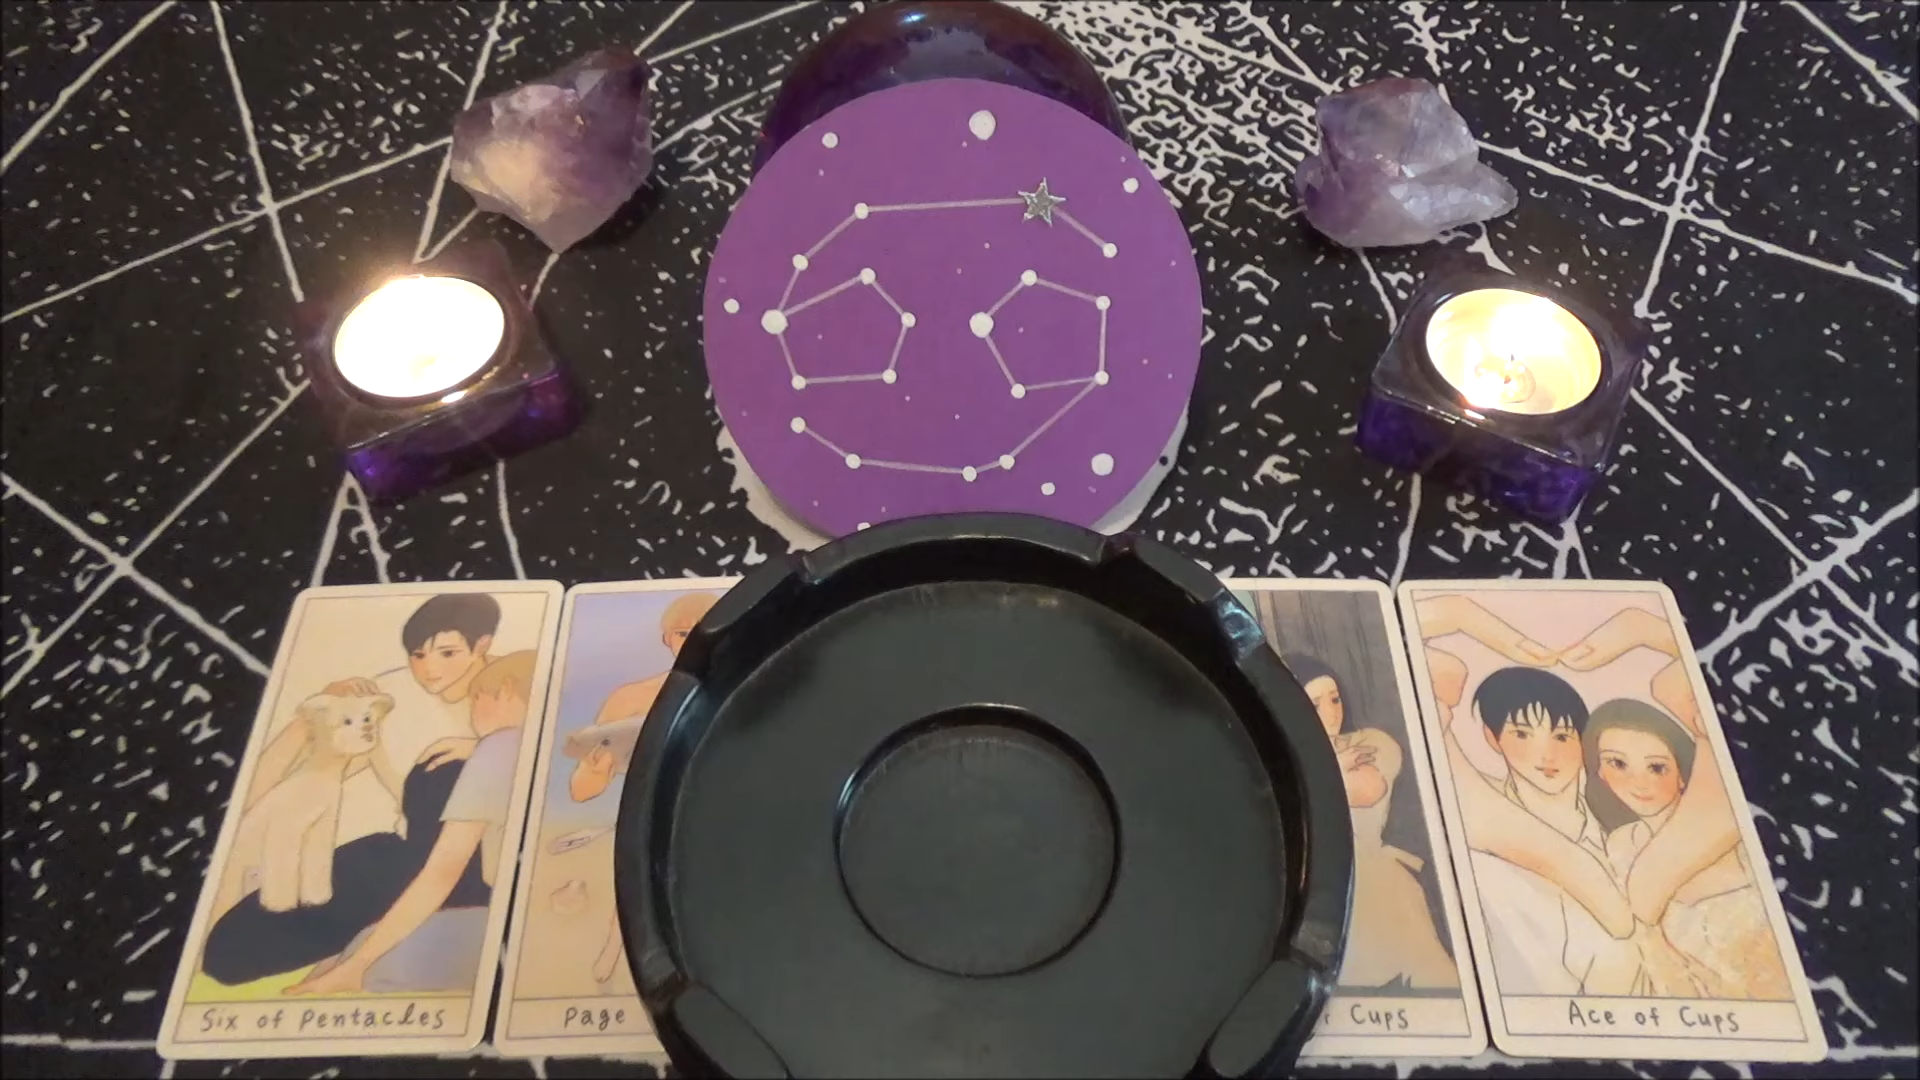 Six of Pentacles
Page
Cups
Ace of Cups